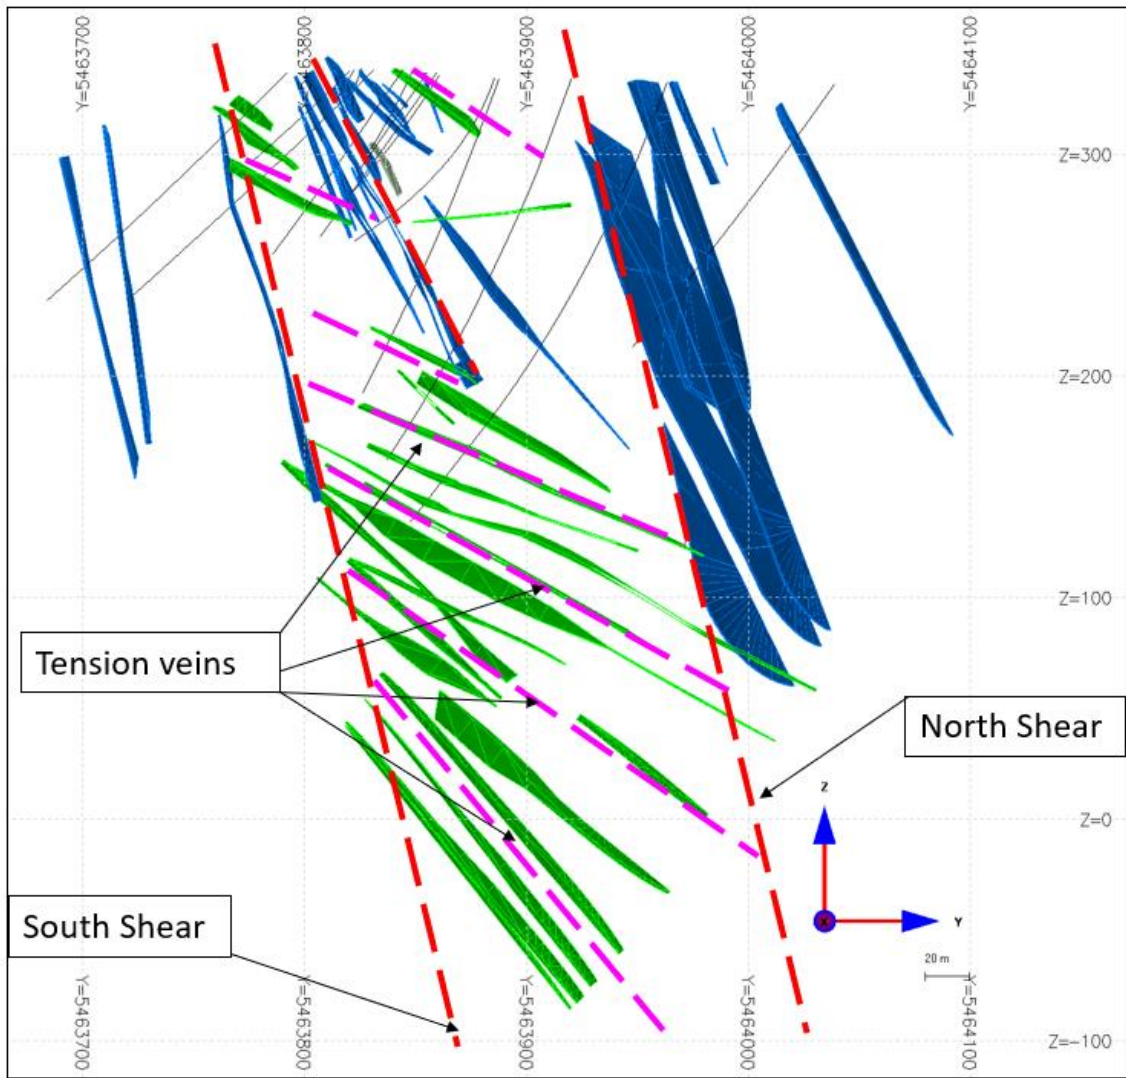 Y=5463700
Y=5463800
Y=5463900
Y=5464000
Y=5464100
Z=300
Z=200
Z=100
Tension veins
North Shear
Z
Z=0
South Shear
X
Y
20 m
Y=5463700
Y=5463800
Y=5463900
Y=5464000
Y=5464100
Z=-100